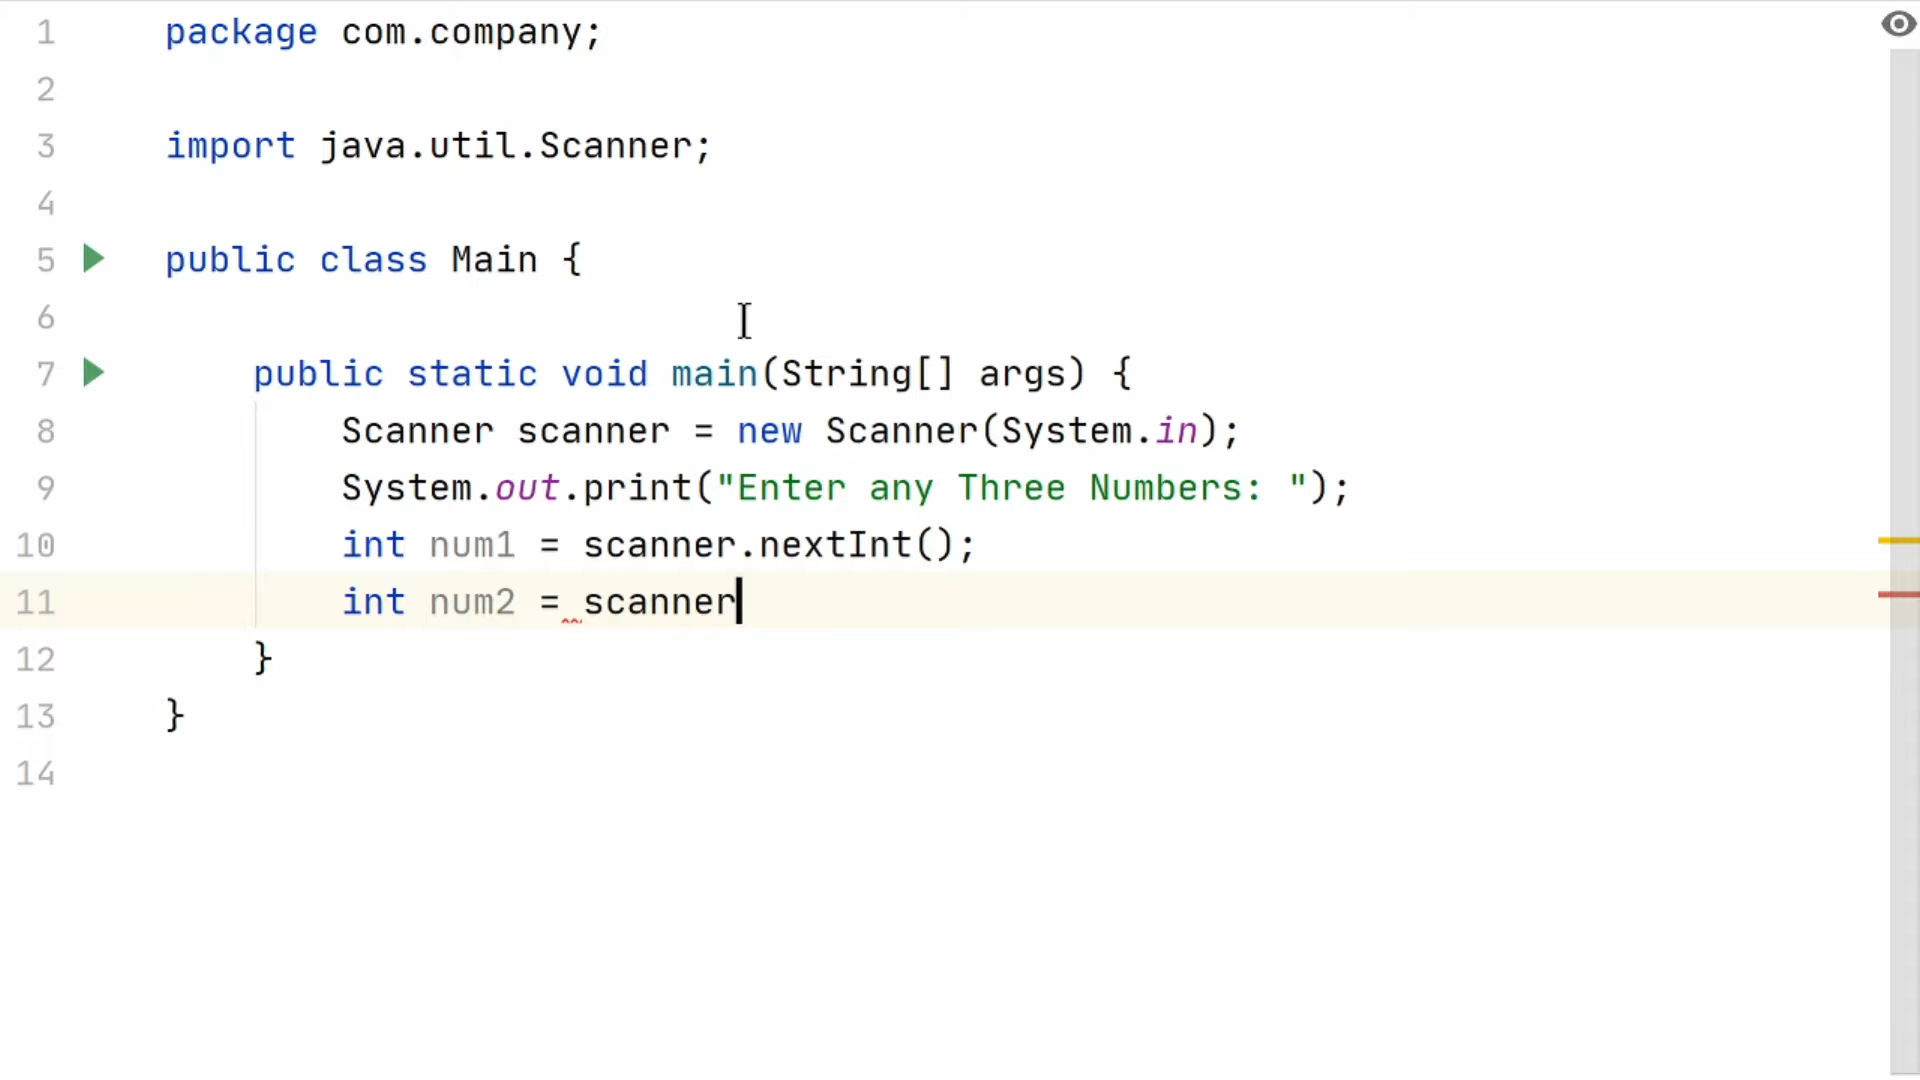 1 package com.company;
2
3 import java.util.Scanner;
4
5 public class Main {
6
7 public static void main(String[] args) {
8 Scanner scanner = new Scanner(System.in);
9 System.out.print("Enter any Three Numbers: ");
10 int num1 = scanner.nextInt();
11 int num2 = scanner
12 }
13 }
14